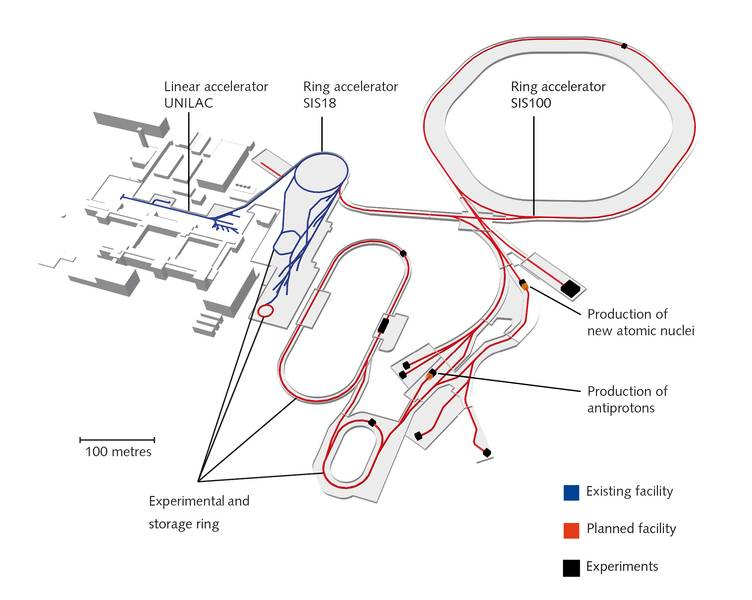 Linear accelerator
UNILAC
Ring accelerator
SIS18
Ring accelerator
SIS100
Production of
new atomic nuclei
Production of
antiprotons
100 metres
Experimental and
storage ring
Existing facility
Planned facility
Experiments